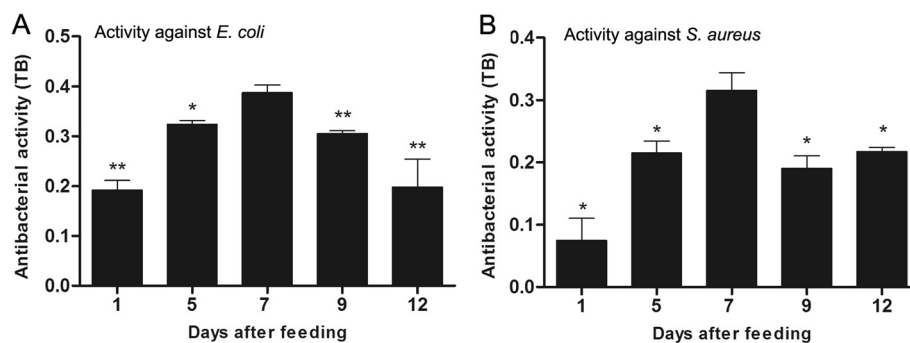 A
Activity against E. coli
Antibacterial activity (TB)
0.5
0.4
0.3
0.2
0.1
0.0
**
*
**
**
1 5 7 9 12
Days after feeding
B
Activity against S. aureus
Antibacterial activity (TB)
0.4
0.3
0.2
0.1
0.0
*
*
*
*
1 5 7 9 12
Days after feeding